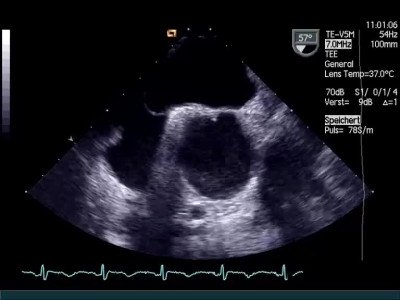 11:01:06
57°
TE-V5M
54Hz
7.0MHz
100mm
TEE
General
Lens Temp=37.0°C
70dB S1/ 0/1/4
Verst= 9dB Δ=1
Speichert
Puls= 78S/m